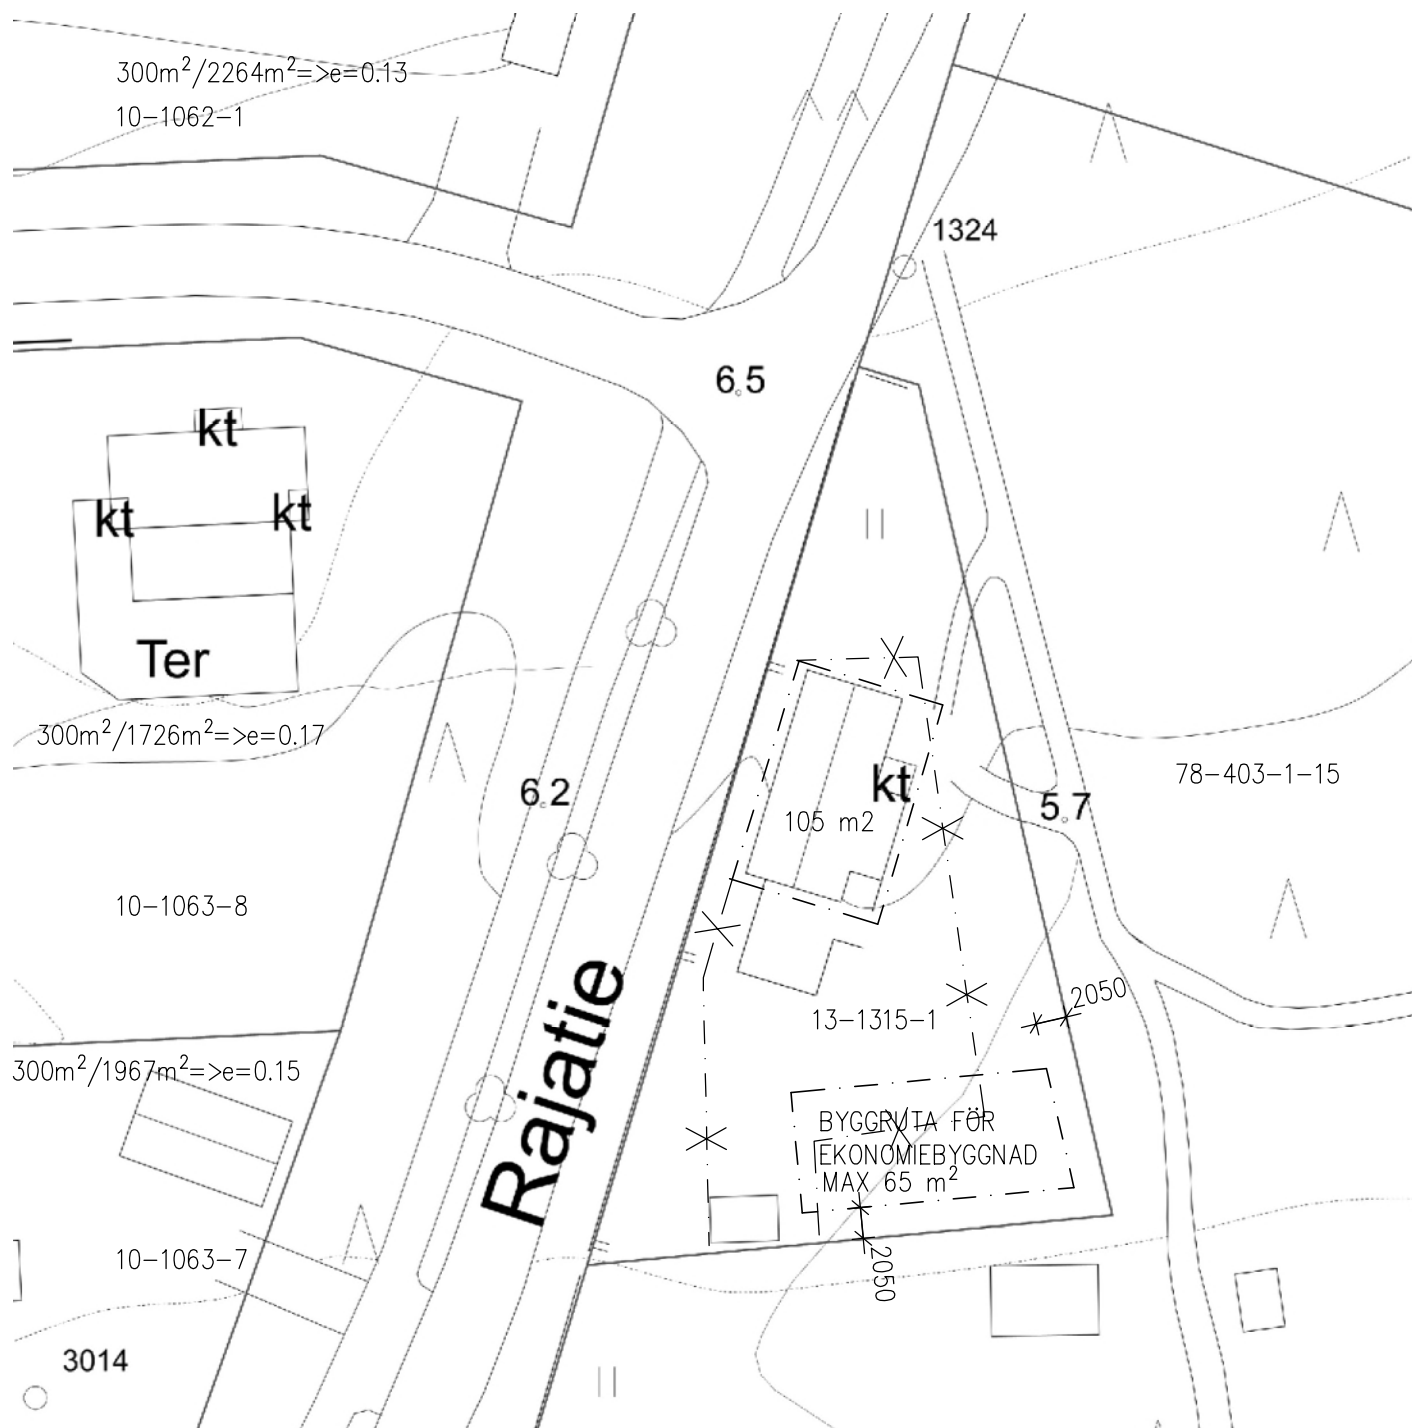 300m²/2264m²=>e=0.13
10-1062-1
1324
6.5
kt
kt
kt
Ter
300m²/1726m²=>e=0.17
6.2
kt
105 m2
5.7
78-403-1-15
10-1063-8
Rajatie
2050
13-1315-1
300m²/1967m²=>e=0.15
BYGGRUTA FÖR
EKONOMIEBYGGNAD
MAX 65 m²
2050
10-1063-7
3014